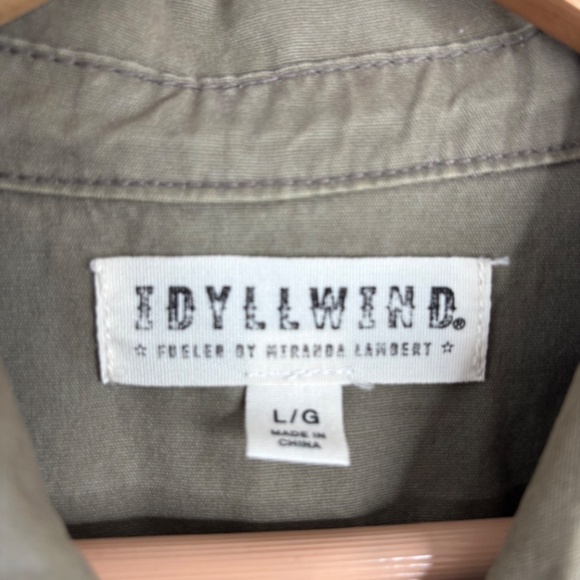 IDYLLWIND®
☆ FUELED BY MIRANDA LAMBERT ☆
L/G
MADE IN
CHINA